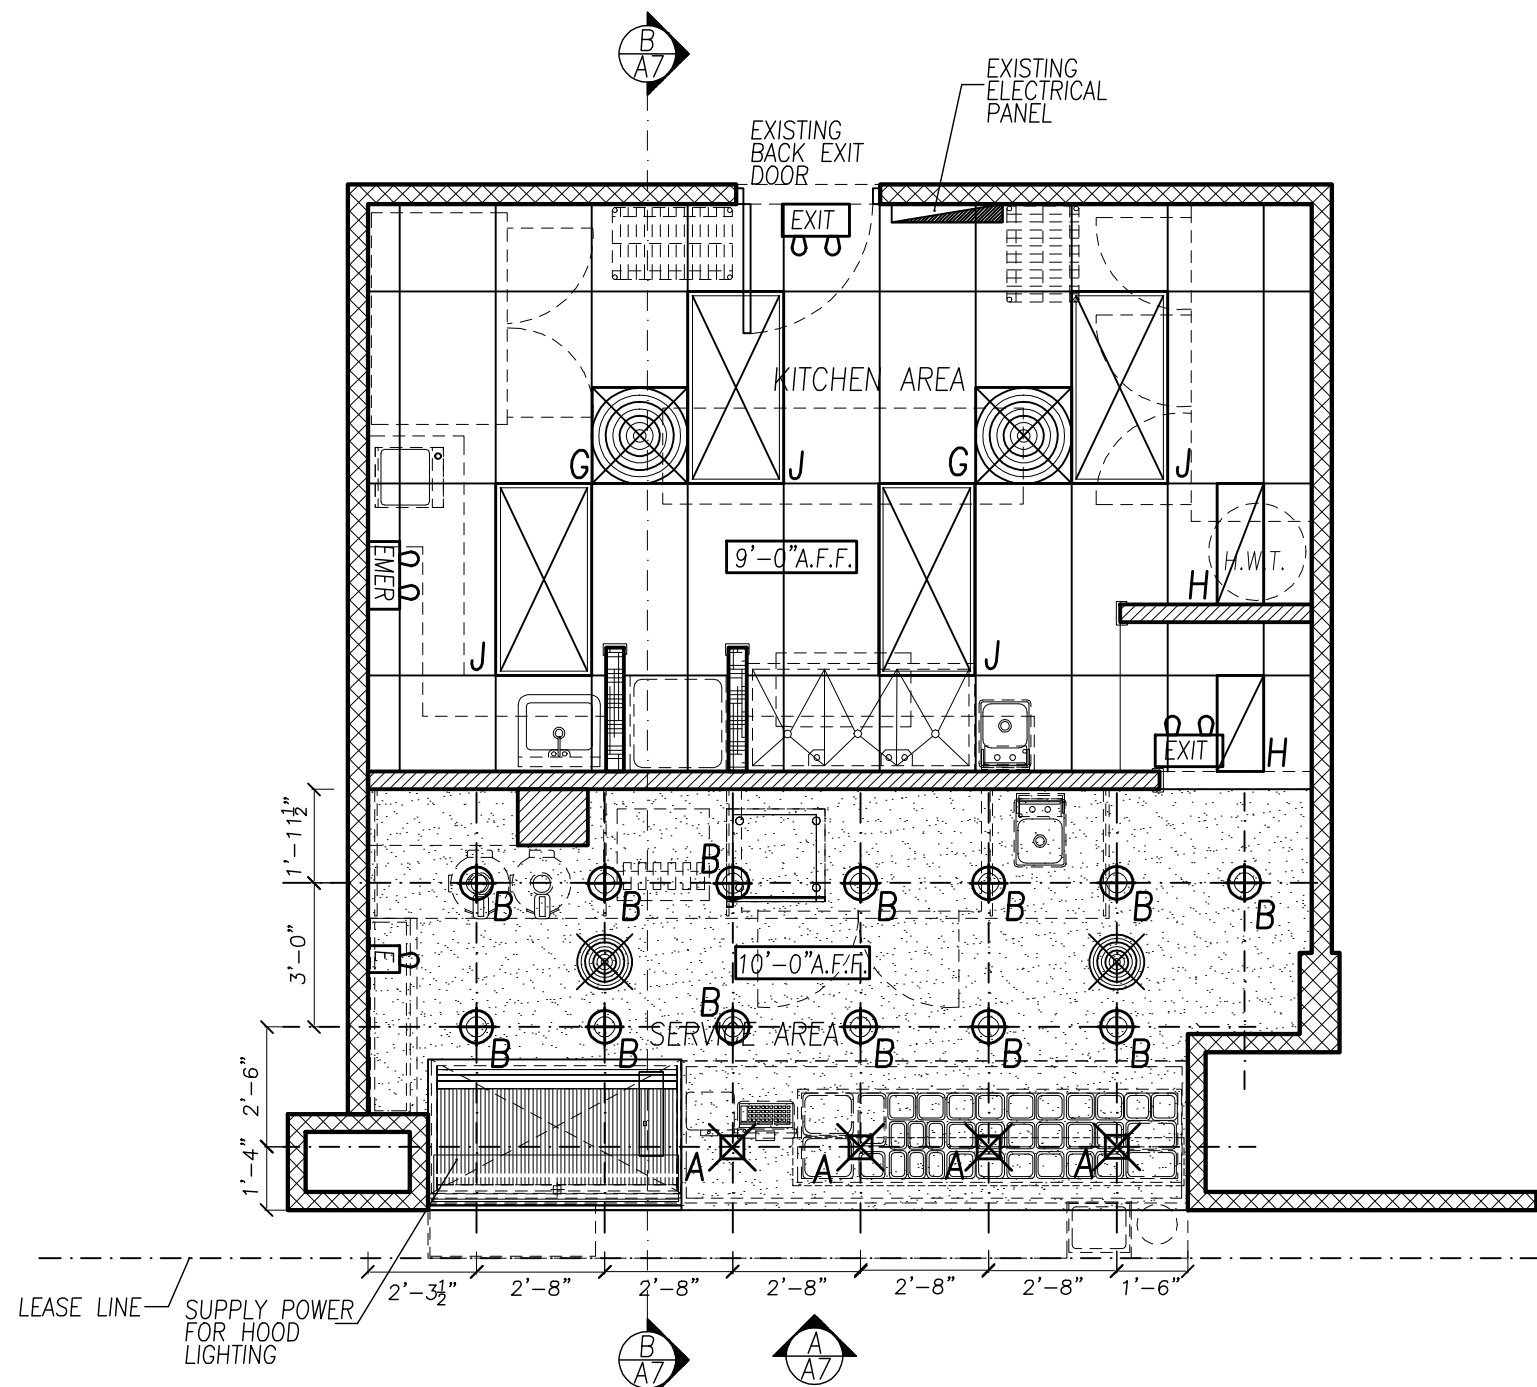 B
A7
EXISTING
ELECTRICAL
PANEL
EXISTING
BACK EXIT
DOOR
EXIT
KITCHEN AREA
G
J
G
J
9'-0"A.F.F.
EMER
H.W.T.
H
J
J
EXIT
H
1'-11½"
B
B
B
B
B
B
B
3'-0"
E
10'-0"A.F.F.
B
SERVICE AREA
B
B
B
B
B
2'-6"
A
A
A
A
1'-4"
2'-3½"
2'-8"
2'-8"
2'-8"
2'-8"
2'-8"
1'-6"
LEASE LINE
SUPPLY POWER
FOR HOOD
LIGHTING
B
A7
A
A7